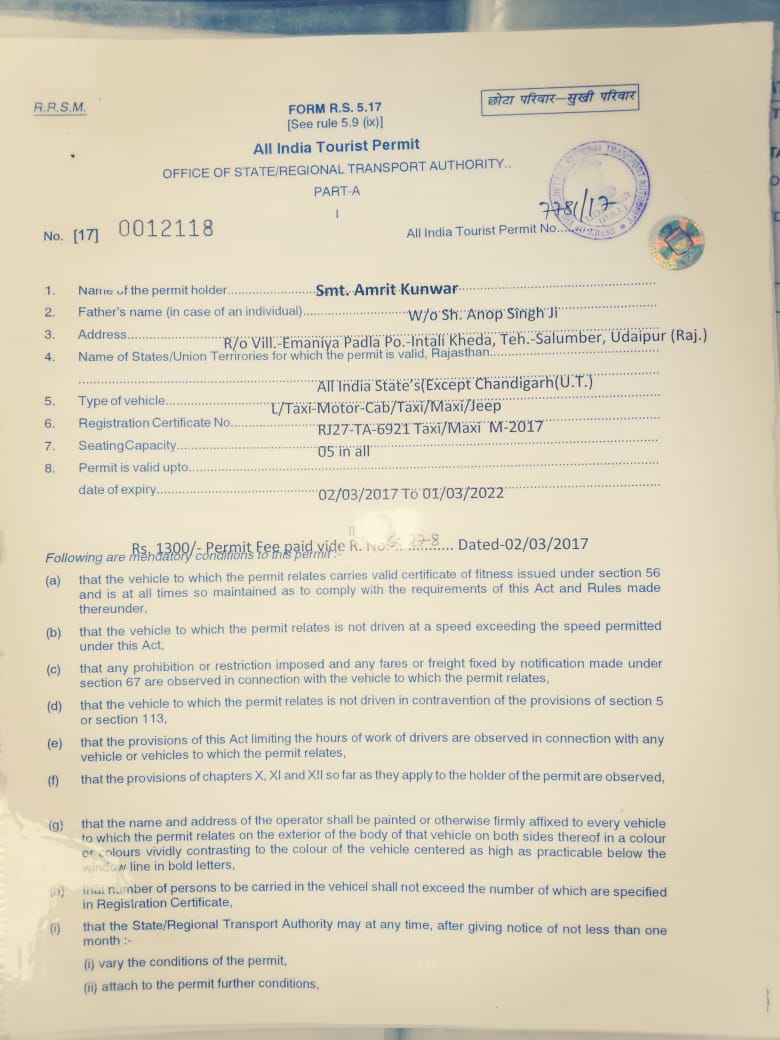 R.R.S.M.
FORM R.S. 5.17
[See rule 5.9 (ix)]
छोटा परिवार—सुखी परिवार
All India Tourist Permit
OFFICE OF STATE/REGIONAL TRANSPORT AUTHORITY..
PART-A
I
No. [17] 0012118
All India Tourist Permit No.... 7781/17
1. Name of the permit holder....................Smt. Amrit Kunwar
2. Father's name (in case of an individual)....................W/o Sh. Anop Singh Ji
3. Address....................R/o Vill.-Emaniya Padla Po.-Intali Kheda, Teh.-Salumber, Udaipur (Raj.)
4. Name of States/Union Terrirories for which the permit is valid, Rajasthan....................
All India State's(Except Chandigarh(U.T.)
5. Type of vehicle....................L/Taxi-Motor-Cab/Taxi/Maxi/Jeep
6. Registration Certificate No....................RJ27-TA-6921 Taxi/Maxi M-2017
7. SeatingCapacity....................05 in all
8. Permit is valid upto....................
date of expiry....................02/03/2017 To 01/03/2022
II
Rs. 1300/- Permit Fee paid vide R. No. ............... Dated-02/03/2017
Following are mendatory conditions to this permit :-
(a) that the vehicle to which the permit relates carries valid certificate of fitness issued under section 56
and is at all times so maintained as to comply with the requirements of this Act and Rules made
thereunder,
(b) that the vehicle to which the permit relates is not driven at a speed exceeding the speed permitted
under this Act,
(c) that any prohibition or restriction imposed and any fares or freight fixed by notification made under
section 67 are observed in connection with the vehicle to which the permit relates,
(d) that the vehicle to which the permit relates is not driven in contravention of the provisions of section 5
or section 113,
(e) that the provisions of this Act limiting the hours of work of drivers are observed in connection with any
vehicle or vehicles to which the permit relates,
(f) that the provisions of chapters X, XI and XII so far as they apply to the holder of the permit are observed,
(g) that the name and address of the operator shall be painted or otherwise firmly affixed to every vehicle
to which the permit relates on the exterior of the body of that vehicle on both sides thereof in a colour
or colours vividly contrasting to the colour of the vehicle centered as high as practicable below the
window line in bold letters,
(h) that number of persons to be carried in the vehicel shall not exceed the number of which are specified
in Registration Certificate,
(i) that the State/Regional Transport Authority may at any time, after giving notice of not less than one
month :-
(i) vary the conditions of the permit,
(ii) attach to the permit further conditions,